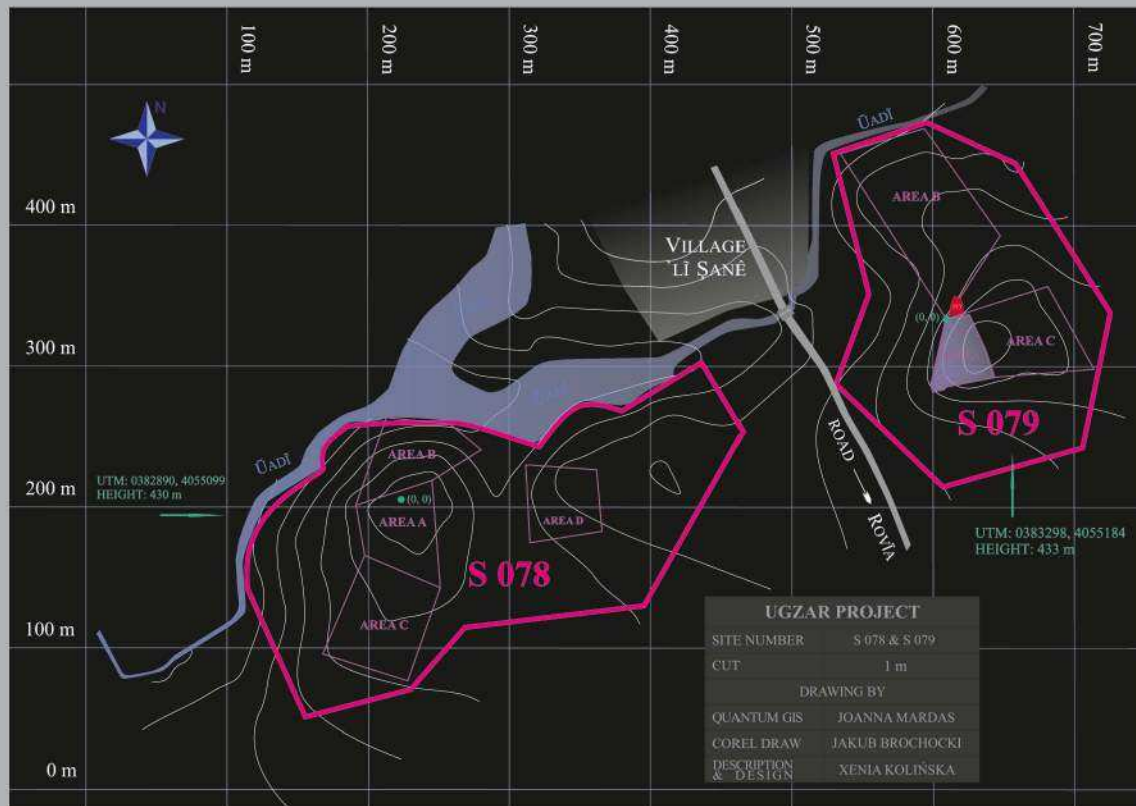 100 m
200 m
300 m
400 m
500 m
600 m
700 m
N
ÜADĪ
AREA B
400 m
VILLAGE
`LĪ ŞANÊ
(0, 0)
AREA C
300 m
S 079
ÜADĪ
AREA B
ROAD
UTM: 0382890, 4055099
HEIGHT: 430 m
200 m
(0, 0)
AREA A
AREA D
ROVĪA
UTM: 0383298, 4055184
HEIGHT: 433 m
S 078
UGZAR PROJECT
AREA C
100 m
SITE NUMBER S 078 & S 079
CUT 1 m
DRAWING BY
QUANTUM GIS JOANNA MARDAS
COREL DRAW JAKUB BROCHOCKI
DESCRIPTION
& DESIGN XENIA KOLIŃSKA
0 m